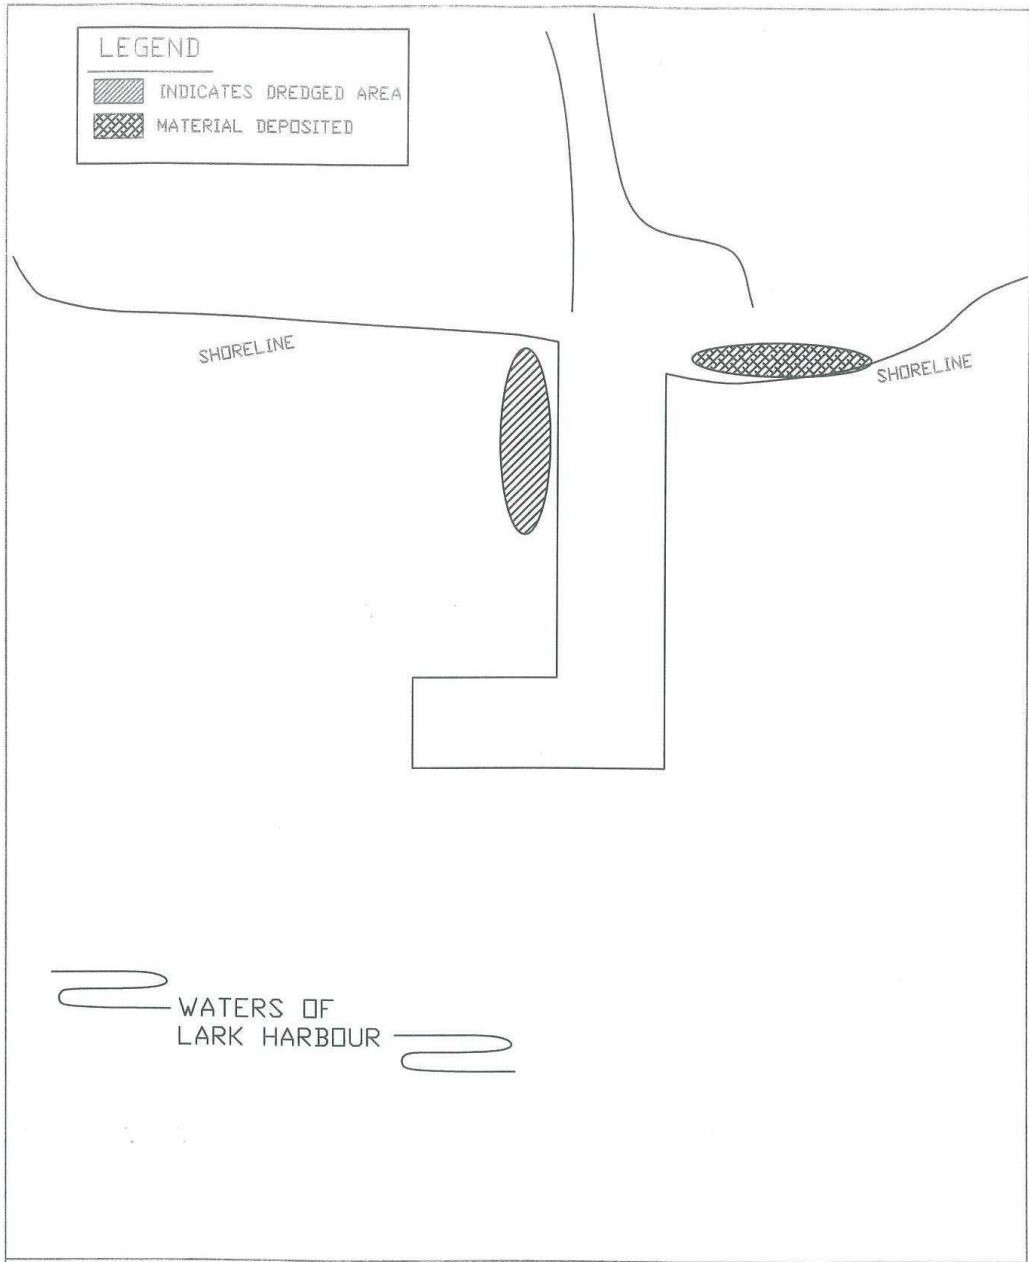 LEGEND
INDICATES DREDGED AREA
MATERIAL DEPOSITED
SHORELINE
SHORELINE
WATERS OF
LARK HARBOUR